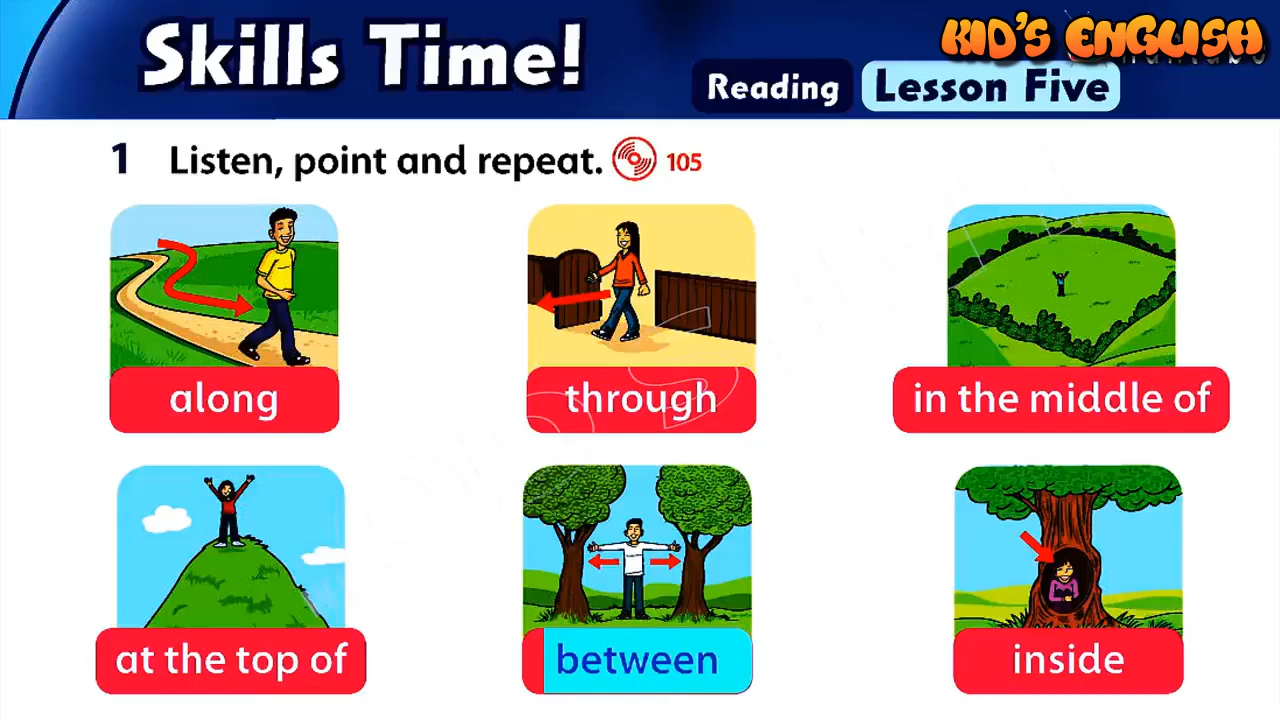 Skills Time!
KID'S ENGLISH
Reading
Lesson Five
1 Listen, point and repeat. 105
along
through
in the middle of
at the top of
between
inside